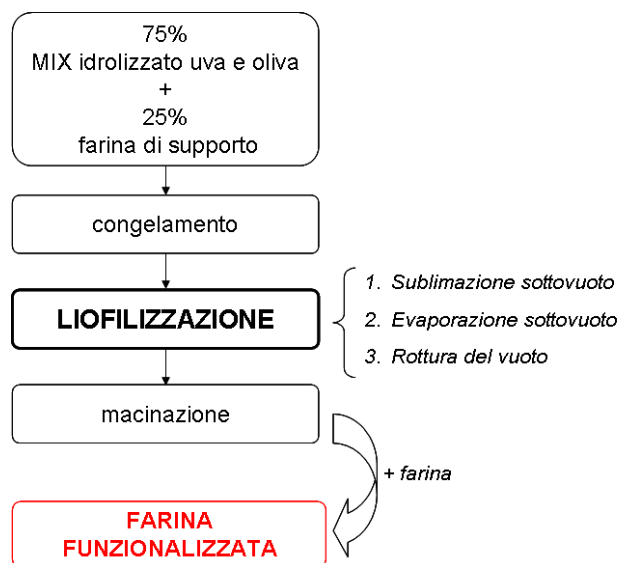 75%
MIX idrolizzato uva e oliva
+
25%
farina di supporto
congelamento
LIOFILIZZAZIONE
1. Sublimazione sottovuoto
2. Evaporazione sottovuoto
3. Rottura del vuoto
macinazione
+ farina
FARINA
FUNZIONALIZZATA